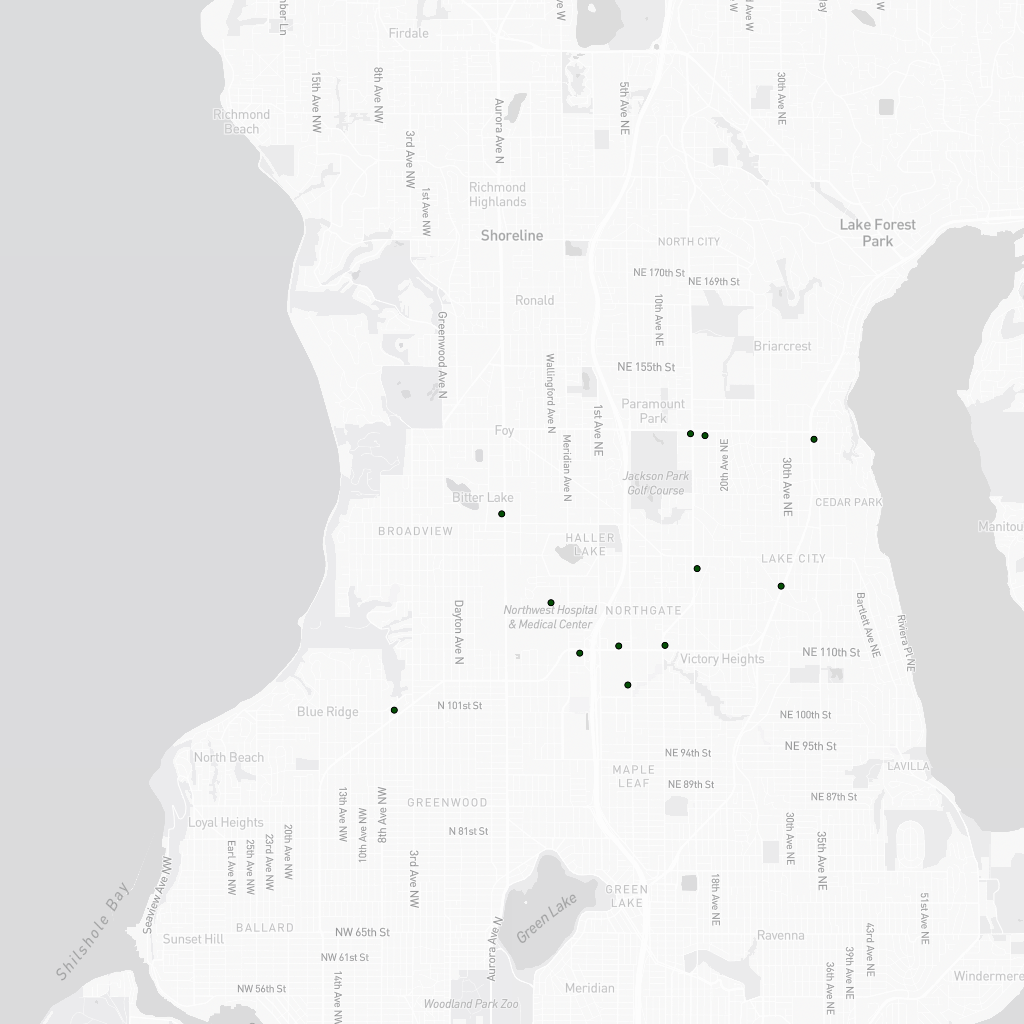 Firdale
15th Ave NW
8th Ave NW
Aurora Ave N
5th Ave NE
30th Ave NE
Richmond
Beach
3rd Ave NW
1st Ave NW
Richmond
Highlands
Shoreline
NORTH CITY
Lake Forest
Park
NE 170th St
NE 169th St
Ronald
10th Ave NE
Greenwood Ave N
Briarcrest
Wallingford Ave N
NE 155th St
1st Ave NE
Paramount
Park
Foy
Meridian Ave N
20th Ave NE
30th Ave NE
Jackson Park
Golf Course
Bitter Lake
CEDAR PARK
BROADVIEW
HALLER
LAKE
LAKE CITY
Dayton Ave N
Northwest Hospital
& Medical Center
NORTHGATE
Bartlett Ave NE
Riviera Pl NE
Victory Heights
NE 110th St
Blue Ridge
N 101st St
NE 100th St
North Beach
NE 94th St
NE 95th St
MAPLE
LEAF
NE 89th St
LAVILLA
NE 87th St
13th Ave NW
10th Ave NW
8th Ave NW
GREENWOOD
Loyal Heights
N 81st St
20th Ave NW
23rd Ave NW
25th Ave NW
Earl Ave NW
30th Ave NE
35th Ave NE
3rd Ave NW
Seaview Ave NW
18th Ave NE
GREEN
LAKE
Green Lake
51st Ave NE
Shilshole Bay
Sunset Hill
BALLARD
NW 65th St
Aurora Ave N
Ravenna
43rd Ave NE
39th Ave NE
36th Ave NE
NW 61st St
14th Ave NW
NW 56th St
Woodland Park Zoo
Meridian
Windermere